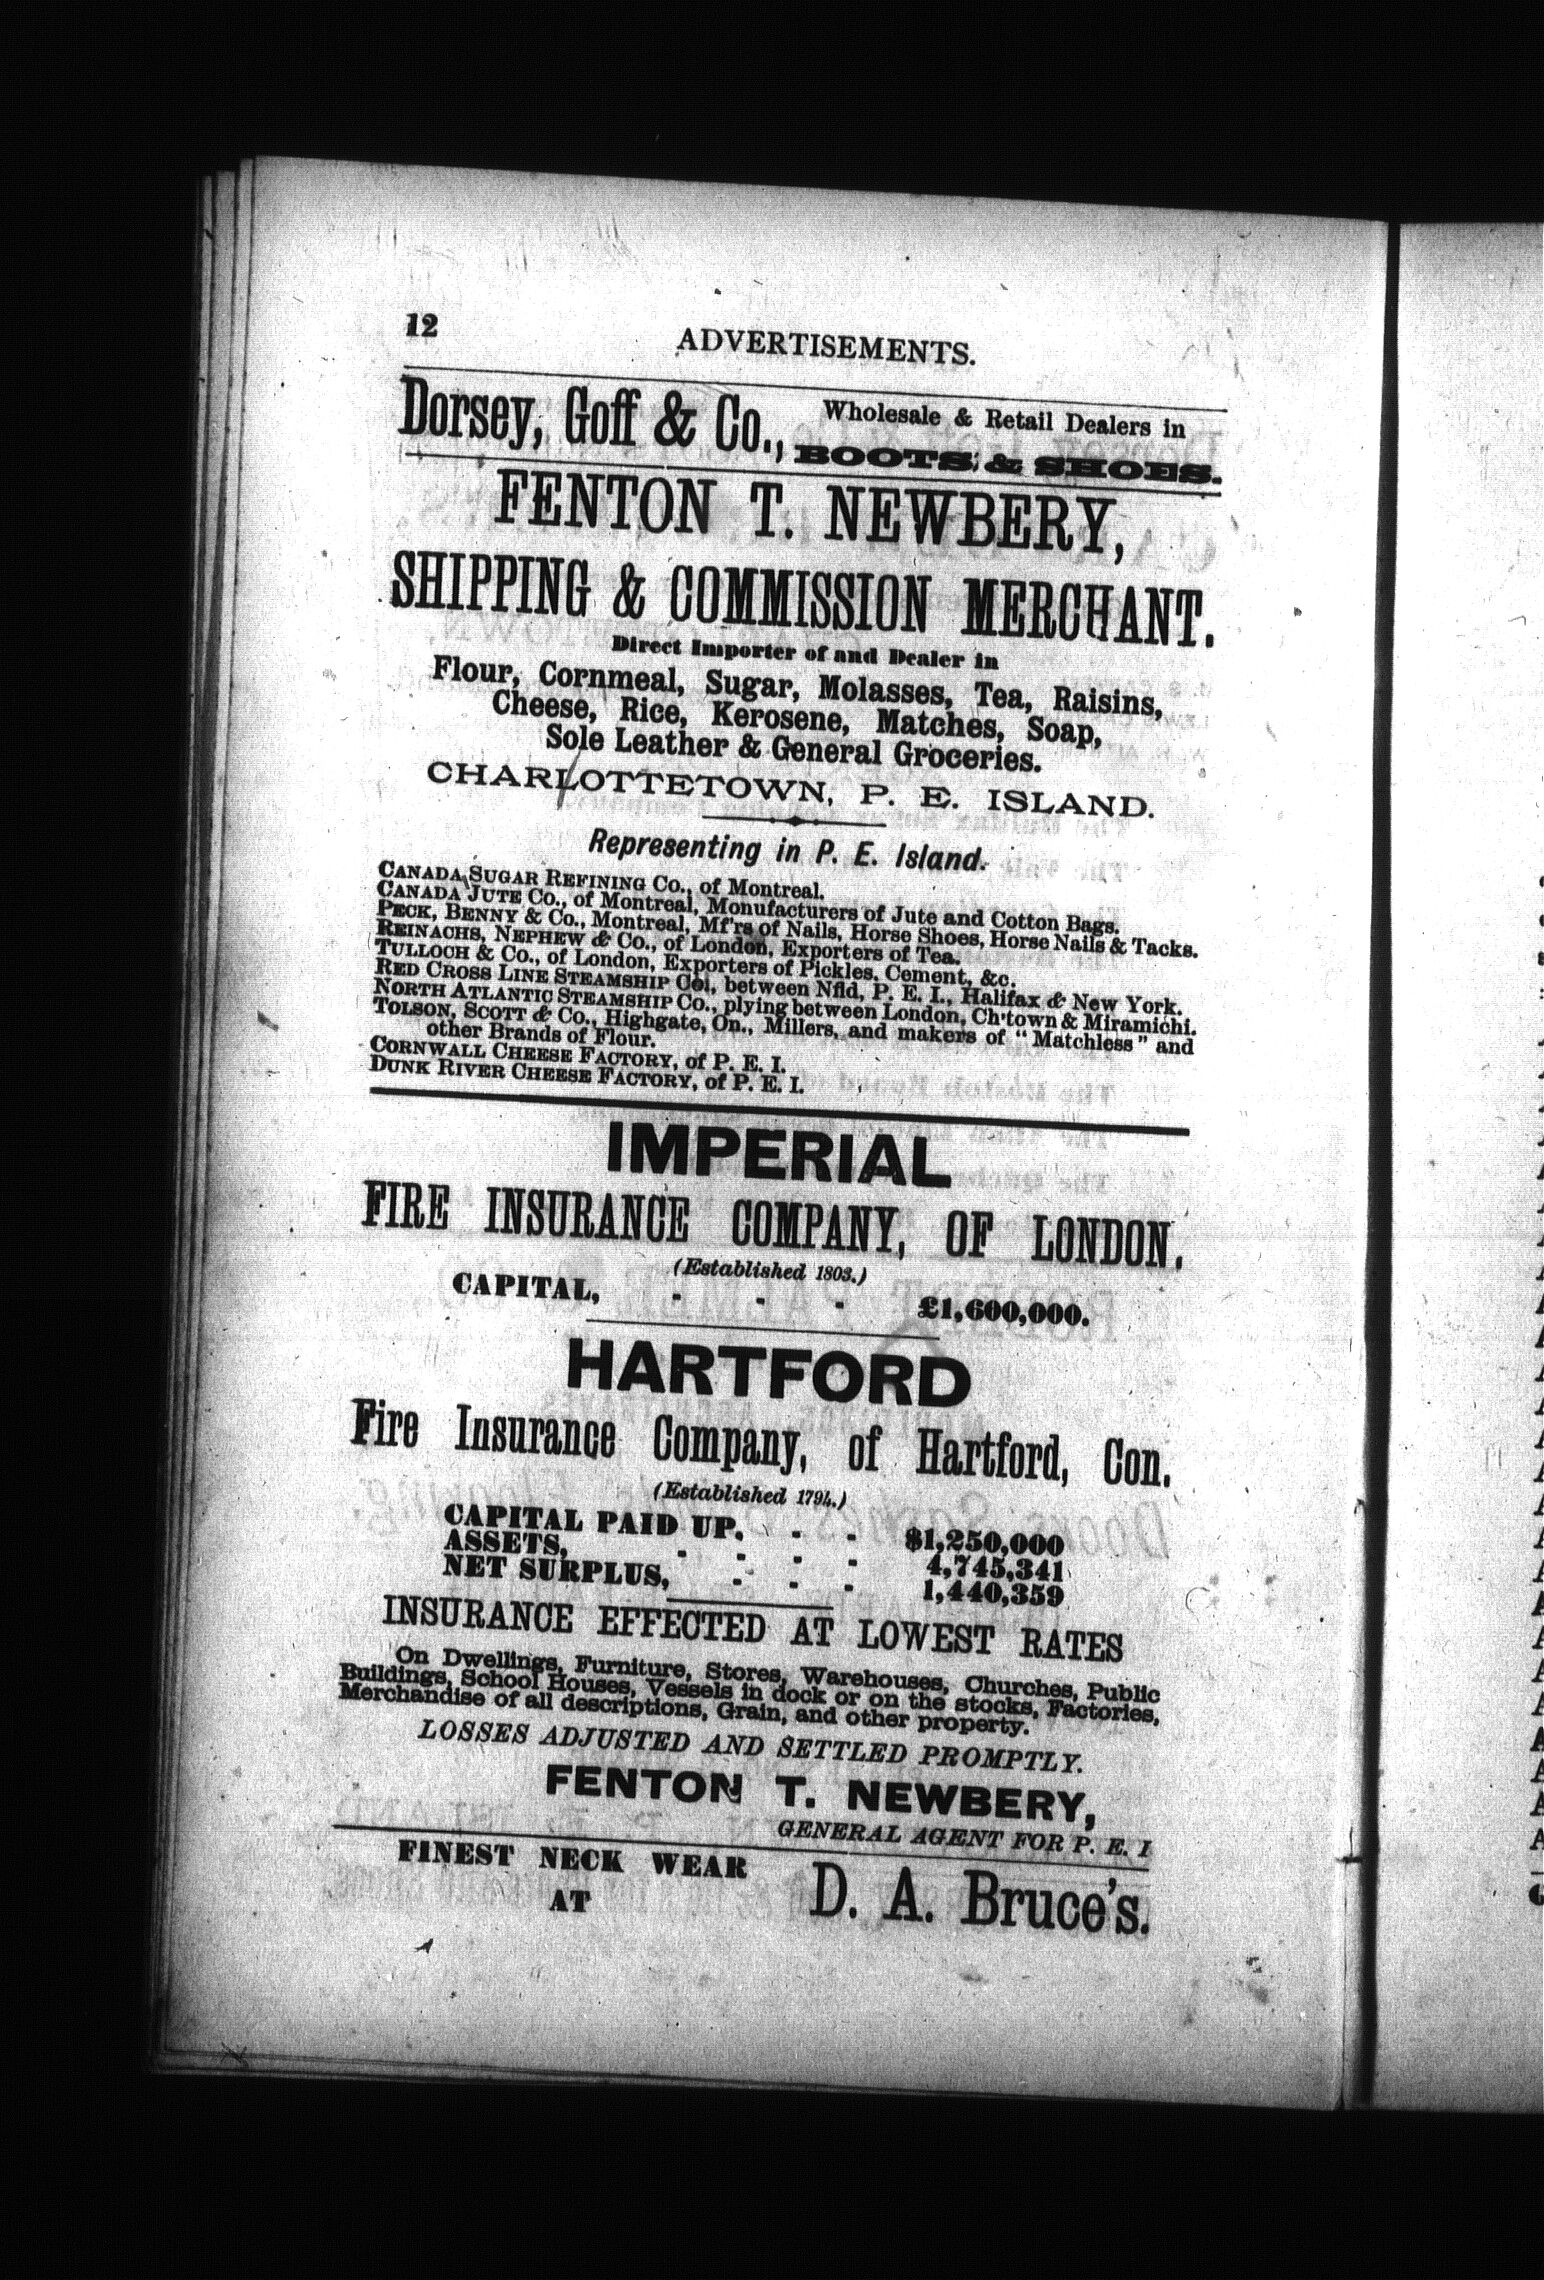 12
ADVERTISEMENTS.
Dorsey, Goff & Co., Wholesale & Retail Dealers in
BOOTS & SHOES.
FENTON T. NEWBERY,
SHIPPING & COMMISSION MERCHANT.
Direct Importer of and Dealer in
Flour, Cornmeal, Sugar, Molasses, Tea, Raisins,
Cheese, Rice, Kerosene, Matches, Soap,
Sole Leather & General Groceries.
CHARLOTTETOWN, P. E. ISLAND.
Representing in P. E. Island.
CANADA SUGAR REFINING CO., of Montreal.
CANADA JUTE CO., of Montreal, Monufacturers of Jute and Cotton Bags.
PECK, BENNY & CO., Montreal, Mf'rs of Nails, Horse Shoes, Horse Nails & Tacks.
REINACHS, NEPHEW & CO., of London, Exporters of Tea.
TULLOCH & CO., of London, Exporters of Pickles, Cement, &c.
RED CROSS LINE STEAMSHIP Co., between Nfld, P. E. I., Halifax & New York.
NORTH ATLANTIC STEAMSHIP CO., plying between London, Ch'town & Miramichi.
TOLSON, SCOTT & CO., Highgate, On., Millers, and makers of "Matchless" and
other Brands of Flour.
CORNWALL CHEESE FACTORY, of P. E. I.
DUNK RIVER CHEESE FACTORY, of P. E. I.
IMPERIAL
FIRE INSURANCE COMPANY, OF LONDON.
(Established 1803.)
CAPITAL, - - - £1,600,000.
HARTFORD
Fire Insurance Company, of Hartford, Con.
(Established 1794.)
CAPITAL PAID UP, - - $1,250,000
ASSETS, - - - - 4,745,341
NET SURPLUS, - - - 1,440,359
INSURANCE EFFECTED AT LOWEST RATES
On Dwellings, Furniture, Stores, Warehouses, Churches, Public
Buildings, School Houses, Vessels in dock or on the stocks, Factories,
Merchandise of all descriptions, Grain, and other property.
LOSSES ADJUSTED AND SETTLED PROMPTLY.
FENTON T. NEWBERY,
GENERAL AGENT FOR P. E. I
FINEST NECK WEAR
AT D. A. Bruce's.